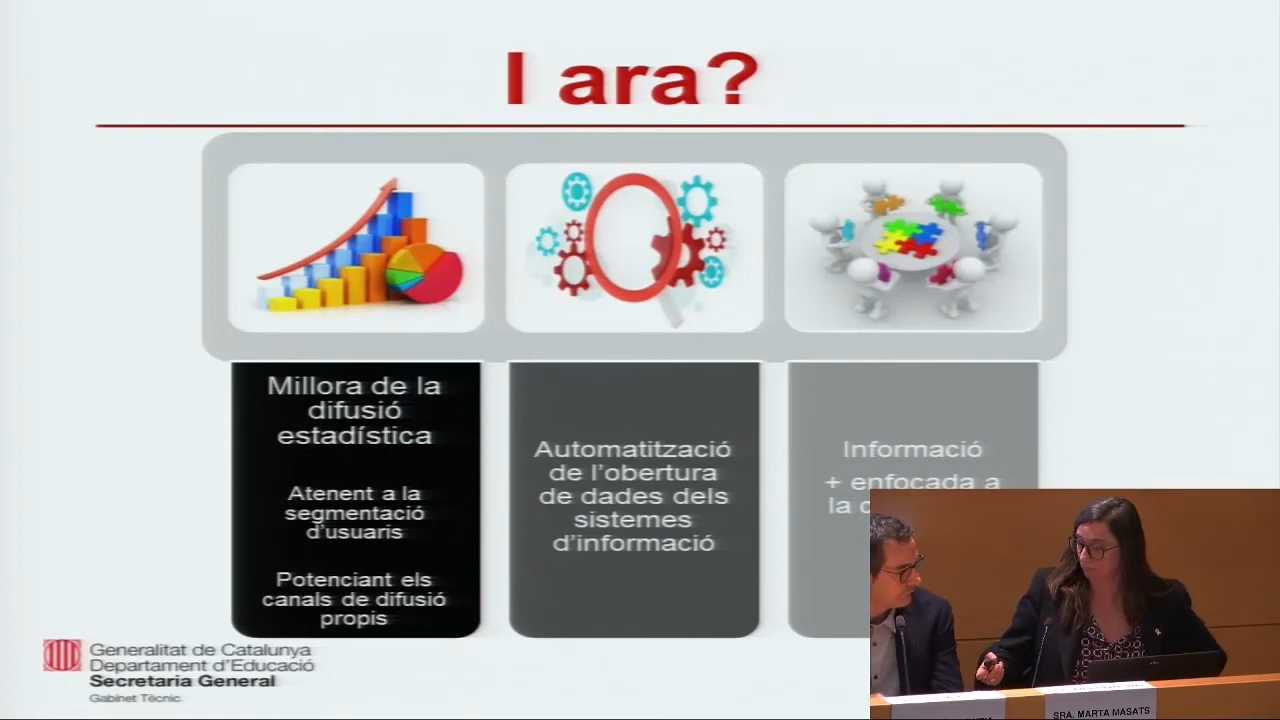 I ara?
Millora de la
difusió
estadística
Atenent a la
segmentació
d'usuaris
Potenciant els
canals de difusió
propis
Automatització
de l'obertura
de dades dels
sistemes
d'informació
Informació
+ enfocada a
la
Generalitat de Catalunya
Departament d'Educació
Secretaria General
Gabinet Tècnic
SRA. MARTA MASATS